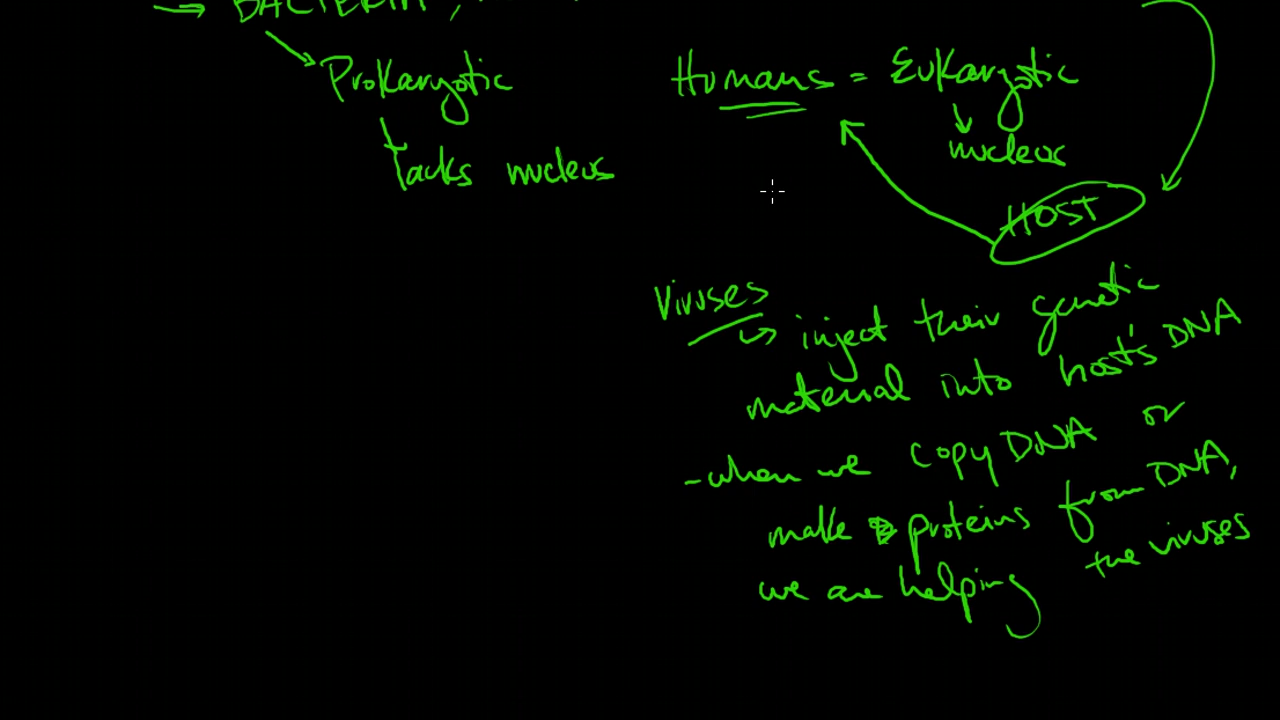 → BACTERIA,
Prokaryotic
lacks nucleus
Humans = Eukaryotic
nucleus
HOST
Viruses
↳ inject their genetic
material into host's DNA
- when we copy DNA or
make proteins from DNA,
we are helping the viruses